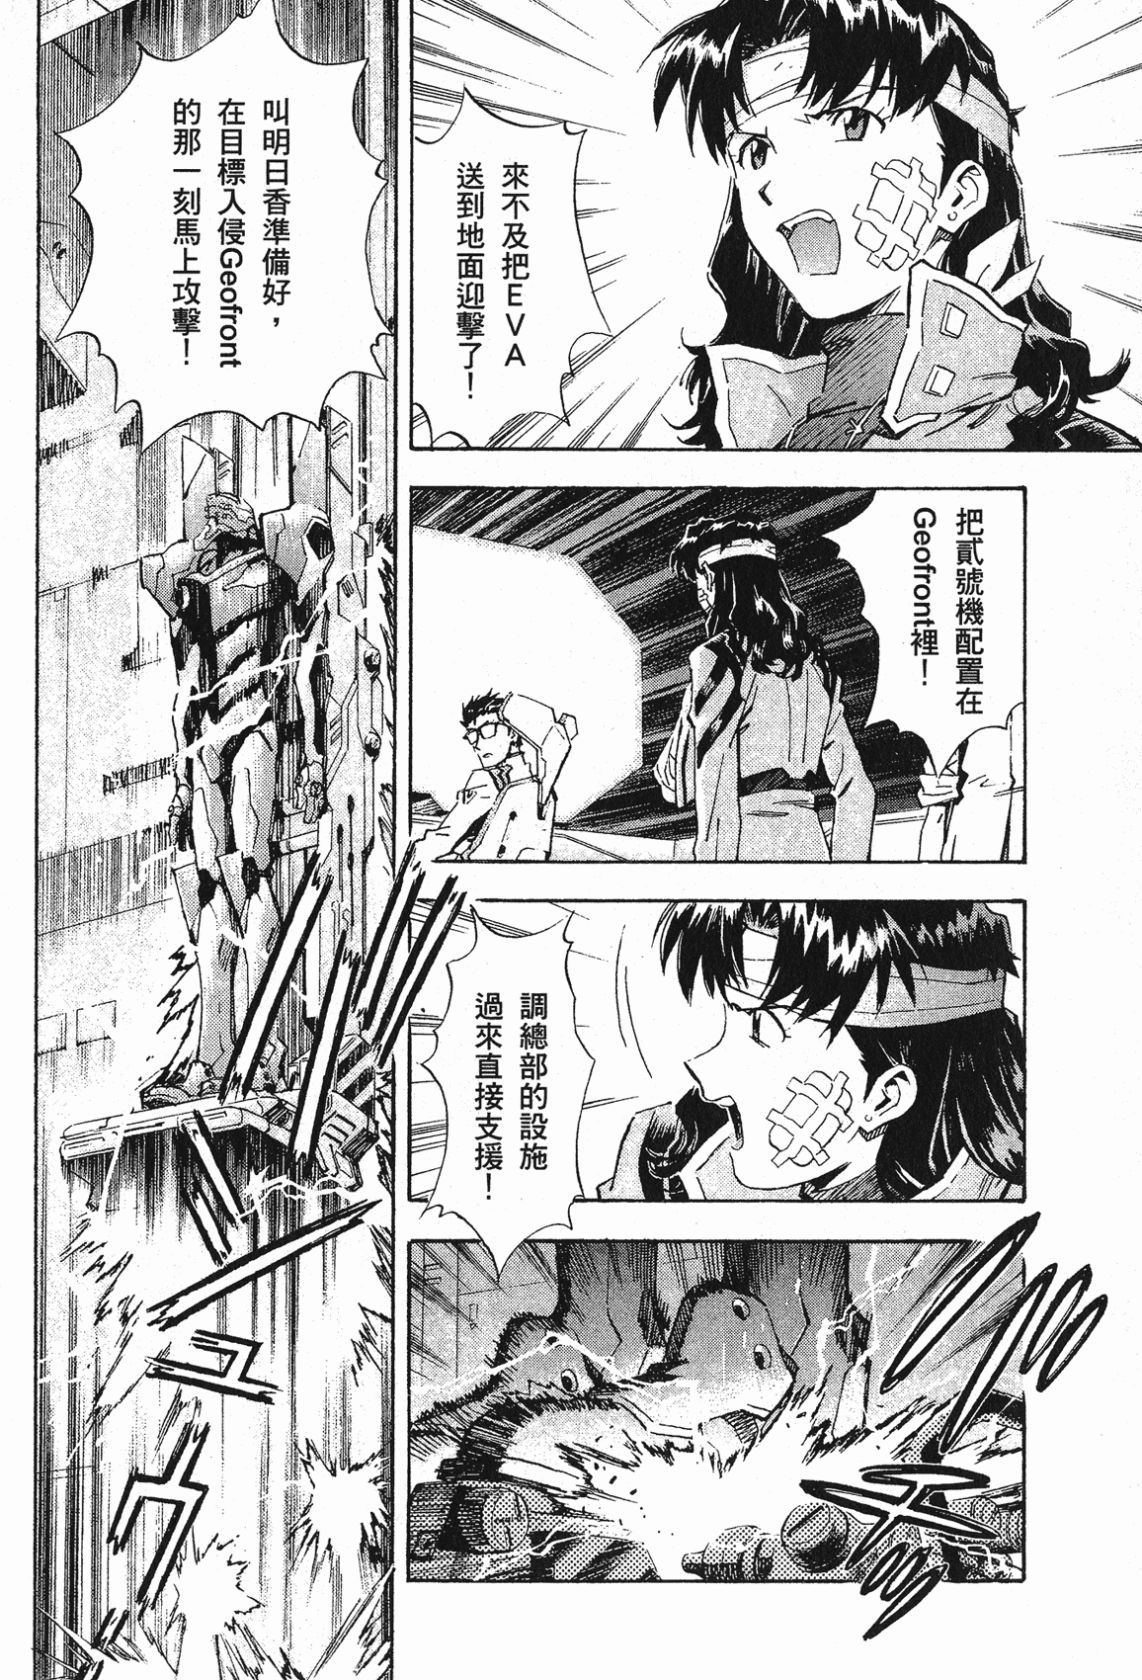 來不及把EVA
送到地面迎擊了！
把貳號機配置在
Geofront裡！
調總部的設施
過來直接支援！
叫明日香準備好，
在目標入侵Geofront
的那一刻馬上攻擊！